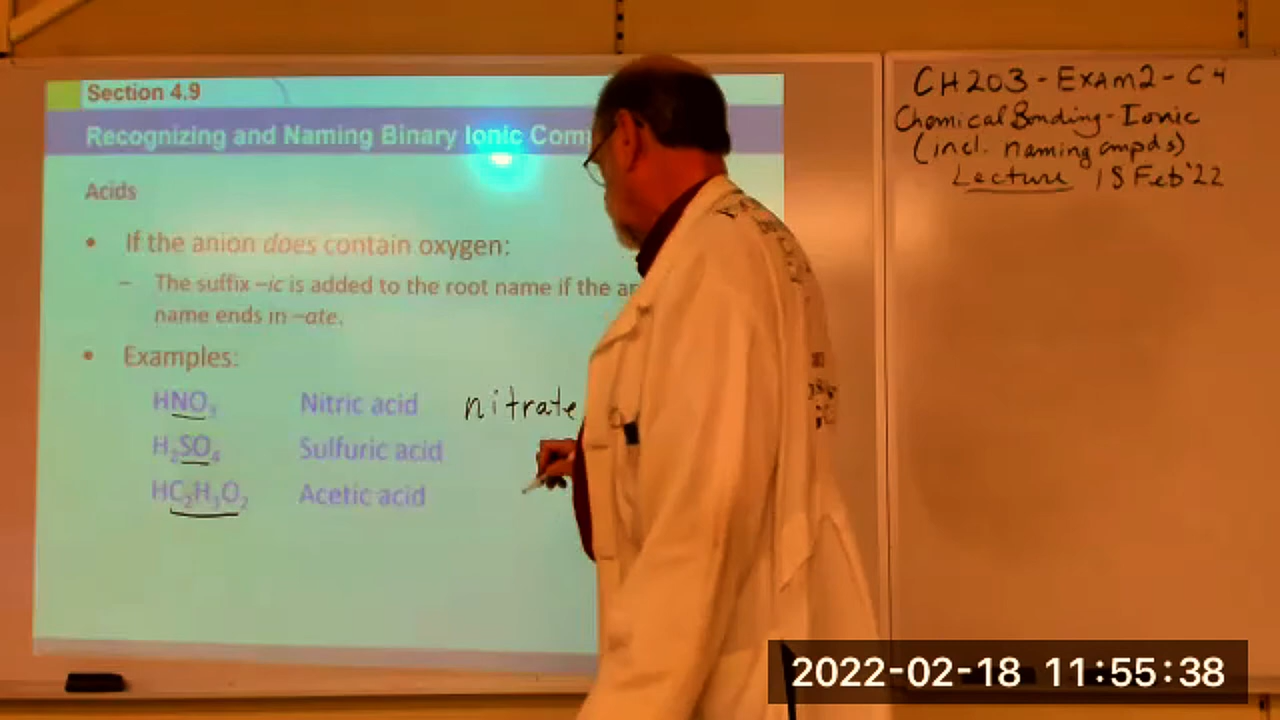 Section 4.9
Recognizing and Naming Binary Ionic Com
Acids
• If the anion does contain oxygen:
– The suffix –ic is added to the root name if the an
name ends in –ate.
• Examples:
HNO₃ Nitric acid nitrate
H₂SO₄ Sulfuric acid
HC₂H₃O₂ Acetic acid
CH203 - Exam 2 - C4
Chemical Bonding - Ionic
(incl. naming cmpds)
Lecture 18 Feb '22
2022-02-18 11:55:38